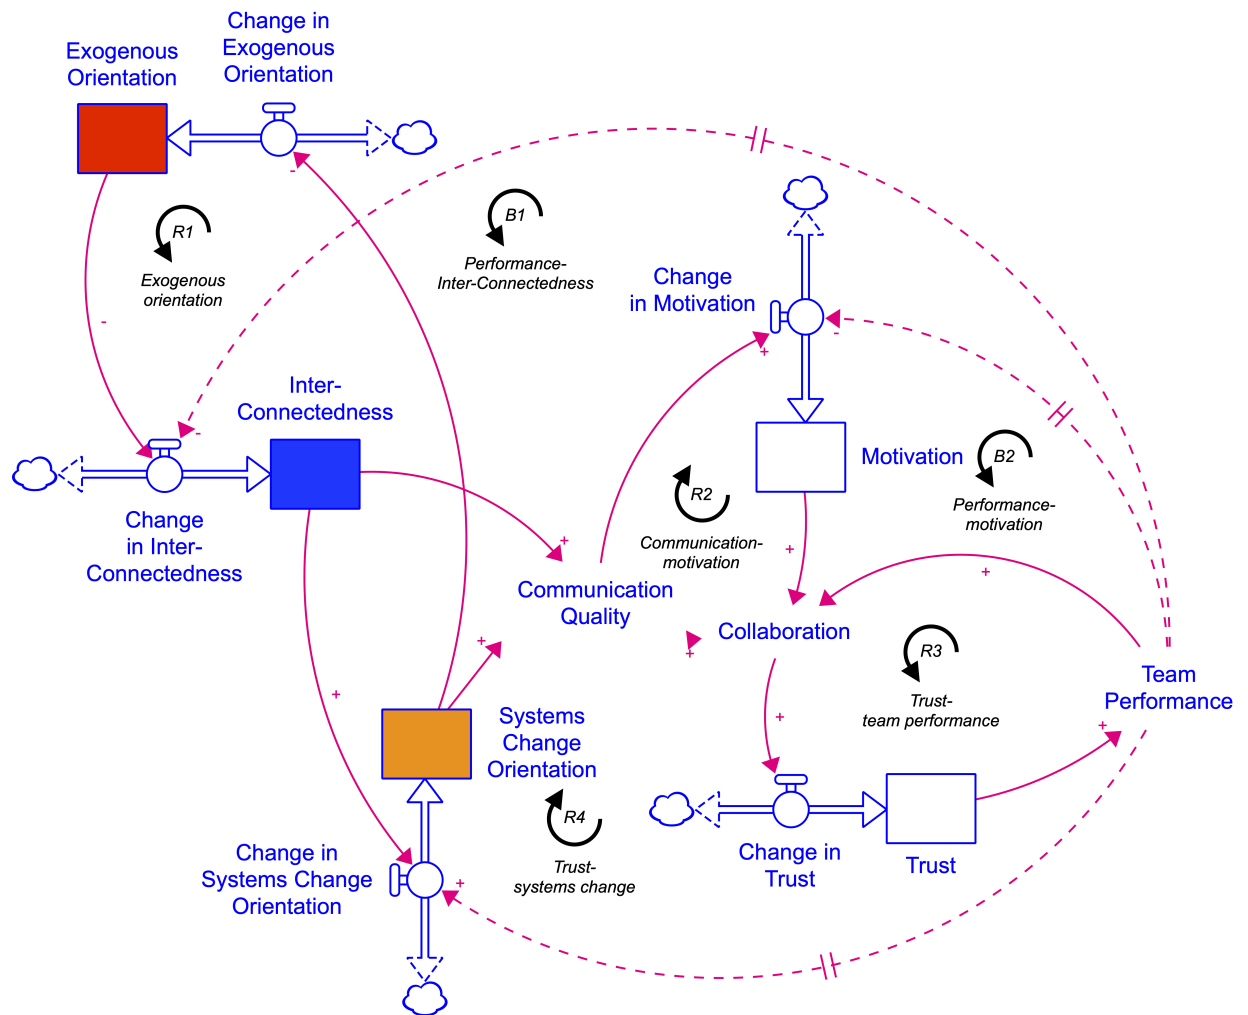 Change in
Exogenous
Orientation
Exogenous
Orientation
-
R1
Exogenous
orientation
B1
Performance-
Inter-Connectedness
-
Change
in Motivation
-
+
Inter-
Connectedness
-
Change
in Inter-
Connectedness
+
Communication
Quality
R2
Communication-
motivation
Motivation
B2
Performance-
motivation
+
+
Collaboration
+
+
R3
Trust-
team performance
Team
Performance
+
+
+
Systems
Change
Orientation
R4
Trust-
systems change
Change in
Trust
Trust
Change in
Systems Change
Orientation
+